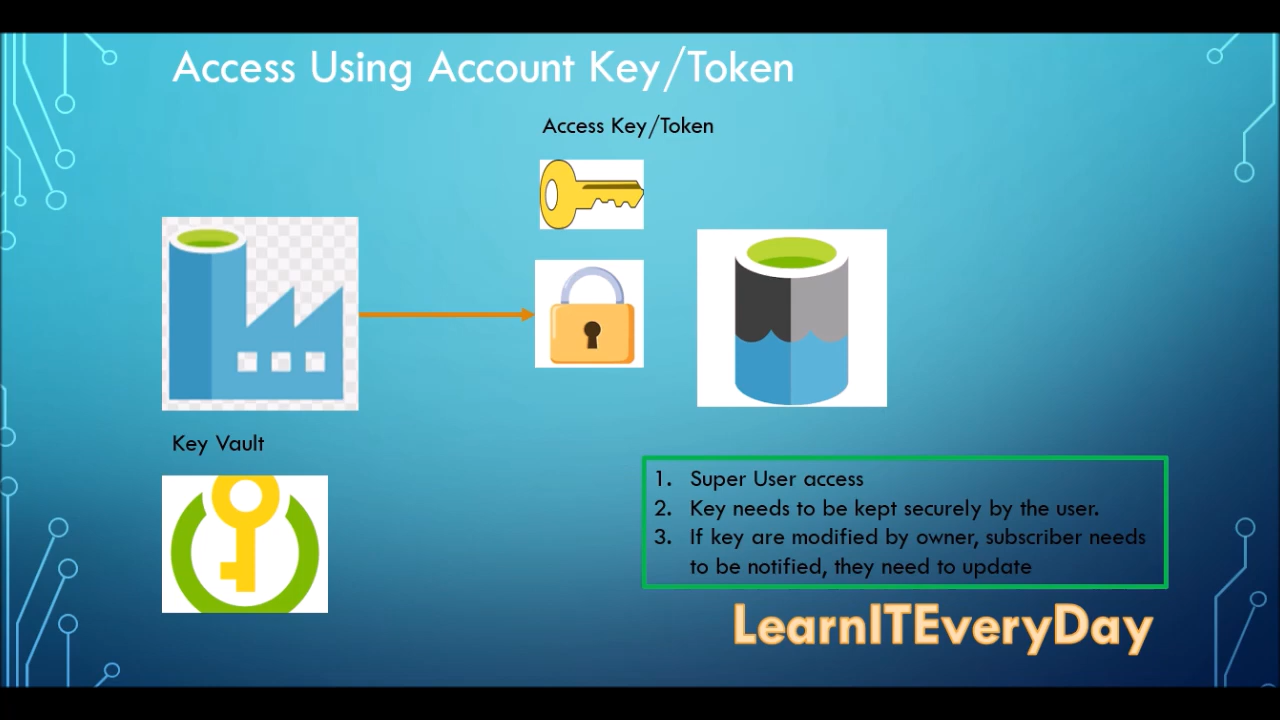 Access Using Account Key/Token
Access Key/Token
Key Vault
1. Super User access
2. Key needs to be kept securely by the user.
3. If key are modified by owner, subscriber needs
to be notified, they need to update
LearnITEveryDay